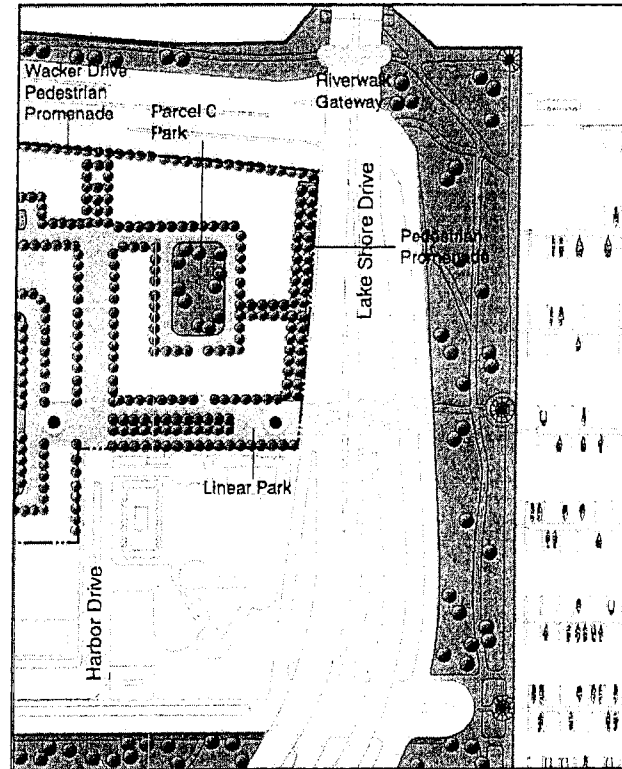 Wacker Drive
Pedestrian
Promenade
Parcel C
Park
Riverwalk
Gateway
Lake Shore Drive
Pedestrian
Promenade
Linear Park
Harbor Drive